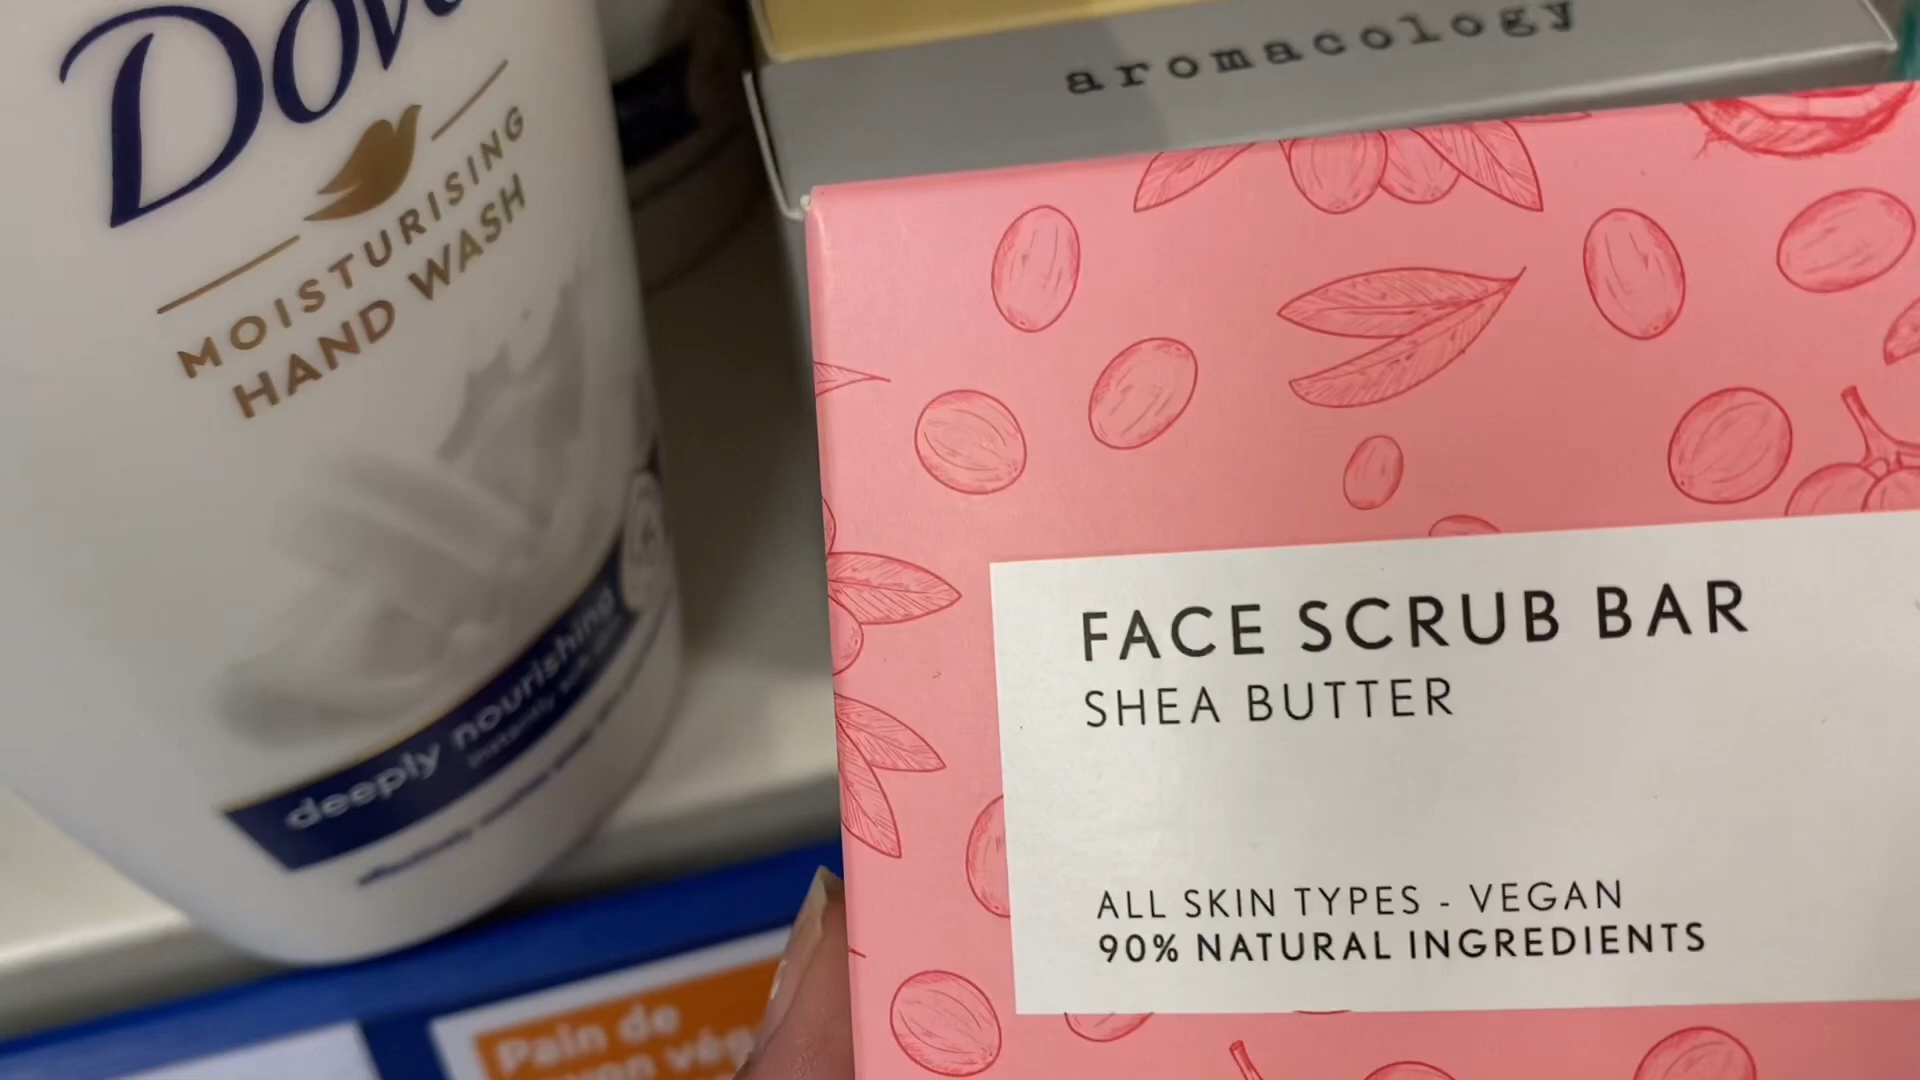 Dove
MOISTURISING
HAND WASH
deeply nourishing
aromacology
FACE SCRUB BAR
SHEA BUTTER
ALL SKIN TYPES - VEGAN
90% NATURAL INGREDIENTS
Pain de